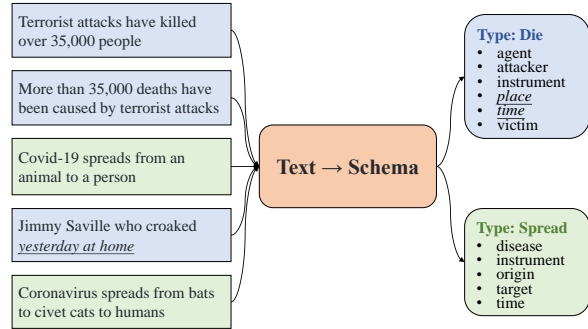 Terrorist attacks have killed
over 35,000 people
More than 35,000 deaths have
been caused by terrorist attacks
Covid-19 spreads from an
animal to a person
Jimmy Saville who croaked
yesterday at home
Coronavirus spreads from bats
to civet cats to humans
Text → Schema
Type: Die
• agent
• attacker
• instrument
• place
• time
• victim
Type: Spread
• disease
• instrument
• origin
• target
• time